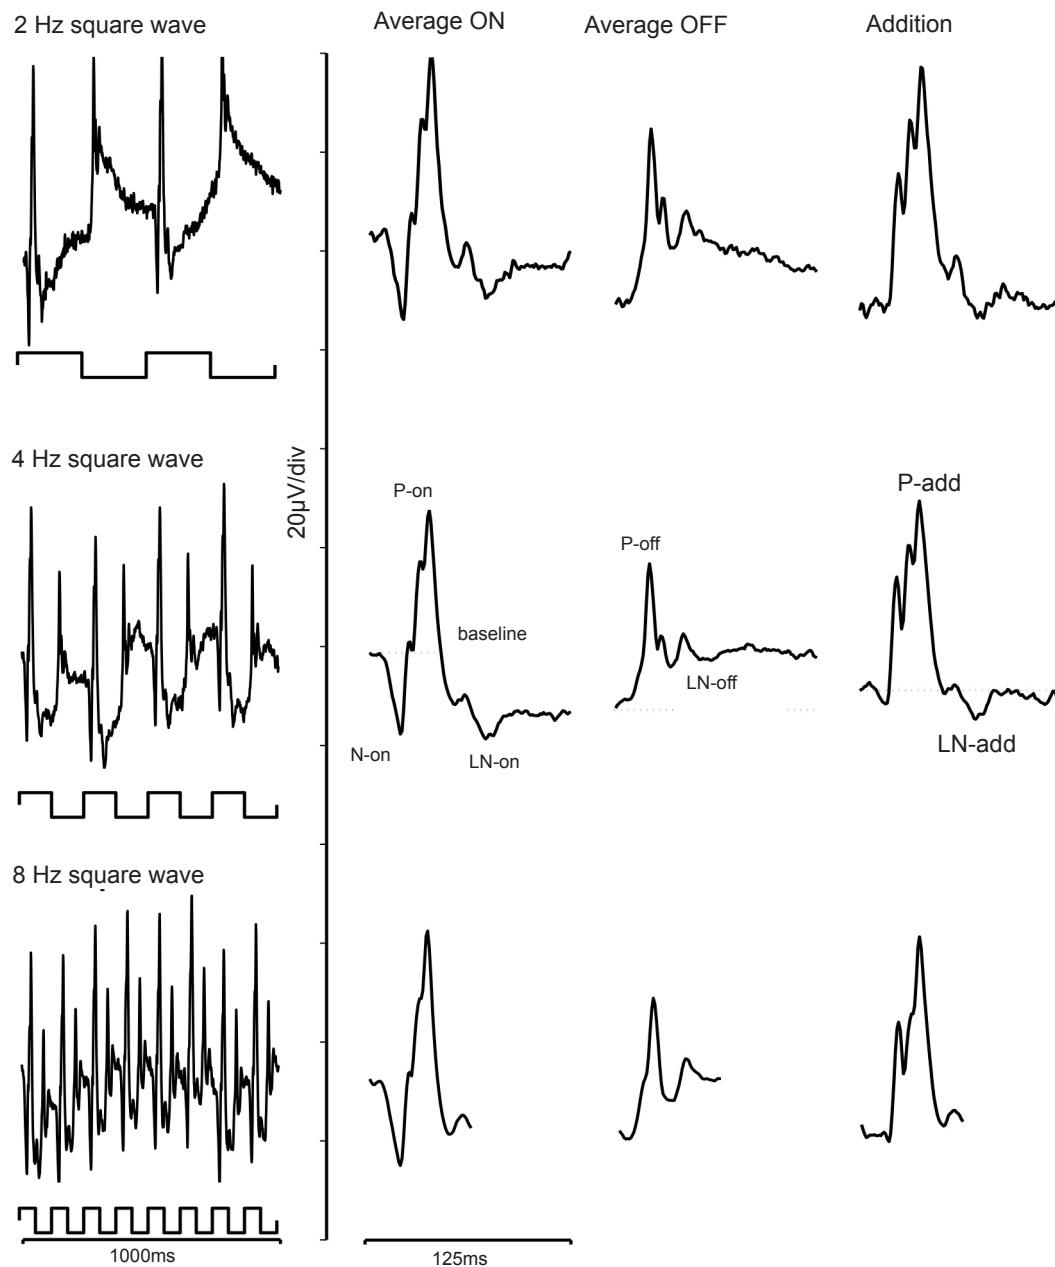 2 Hz square wave
Average ON
Average OFF
Addition
4 Hz square wave
20μV/div
P-on
P-off
P-add
baseline
LN-off
N-on
LN-on
LN-add
8 Hz square wave
1000ms
125ms